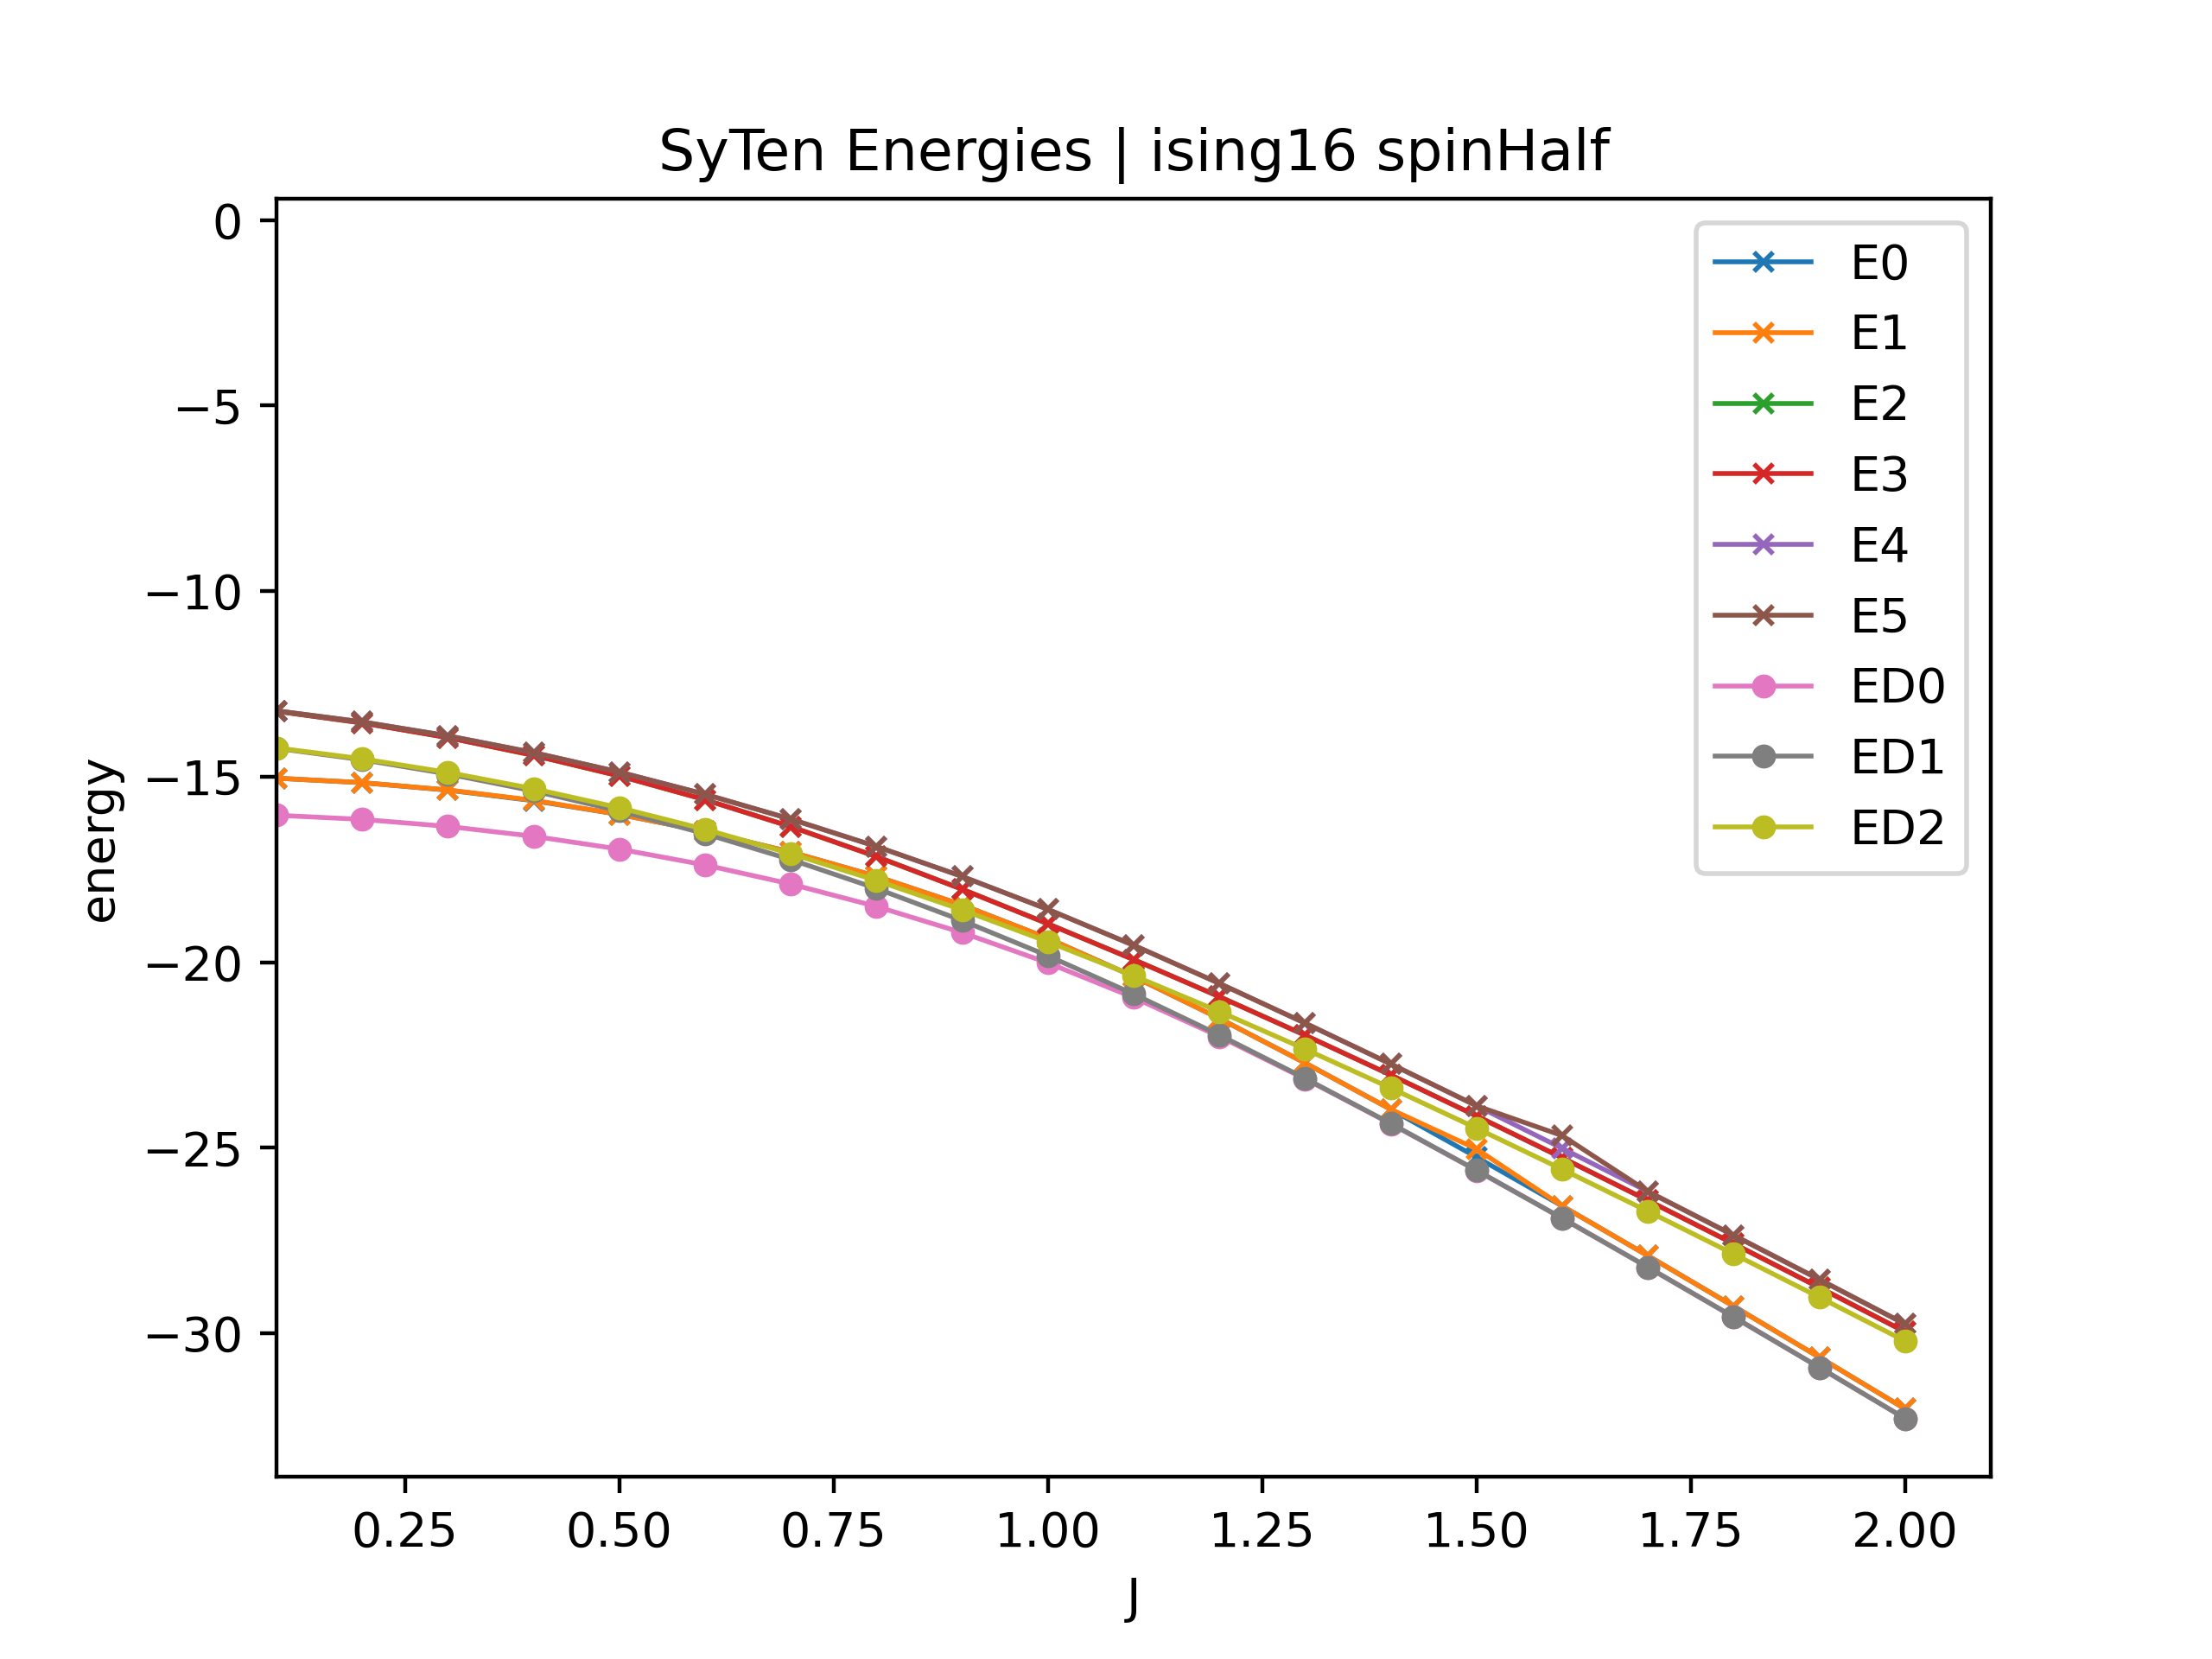 SyTen Energies | ising16 spinHalf
0
−5
−10
−15
−20
−25
−30
energy
0.25 0.50 0.75 1.00 1.25 1.50 1.75 2.00
J
E0
E1
E2
E3
E4
E5
ED0
ED1
ED2